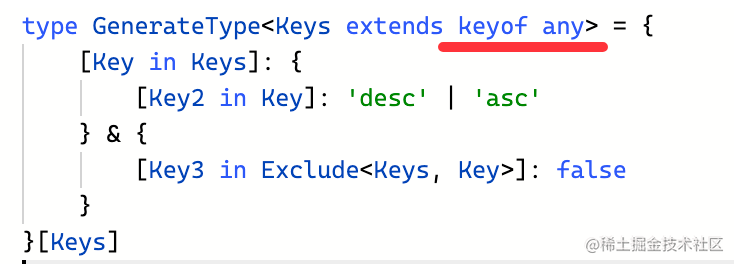 type GenerateType<Keys extends keyof any> = {
    [Key in Keys]: {
        [Key2 in Key]: 'desc' | 'asc'
    } & {
        [Key3 in Exclude<Keys, Key>]: false
    }
}[Keys]
@稀土掘金技术社区